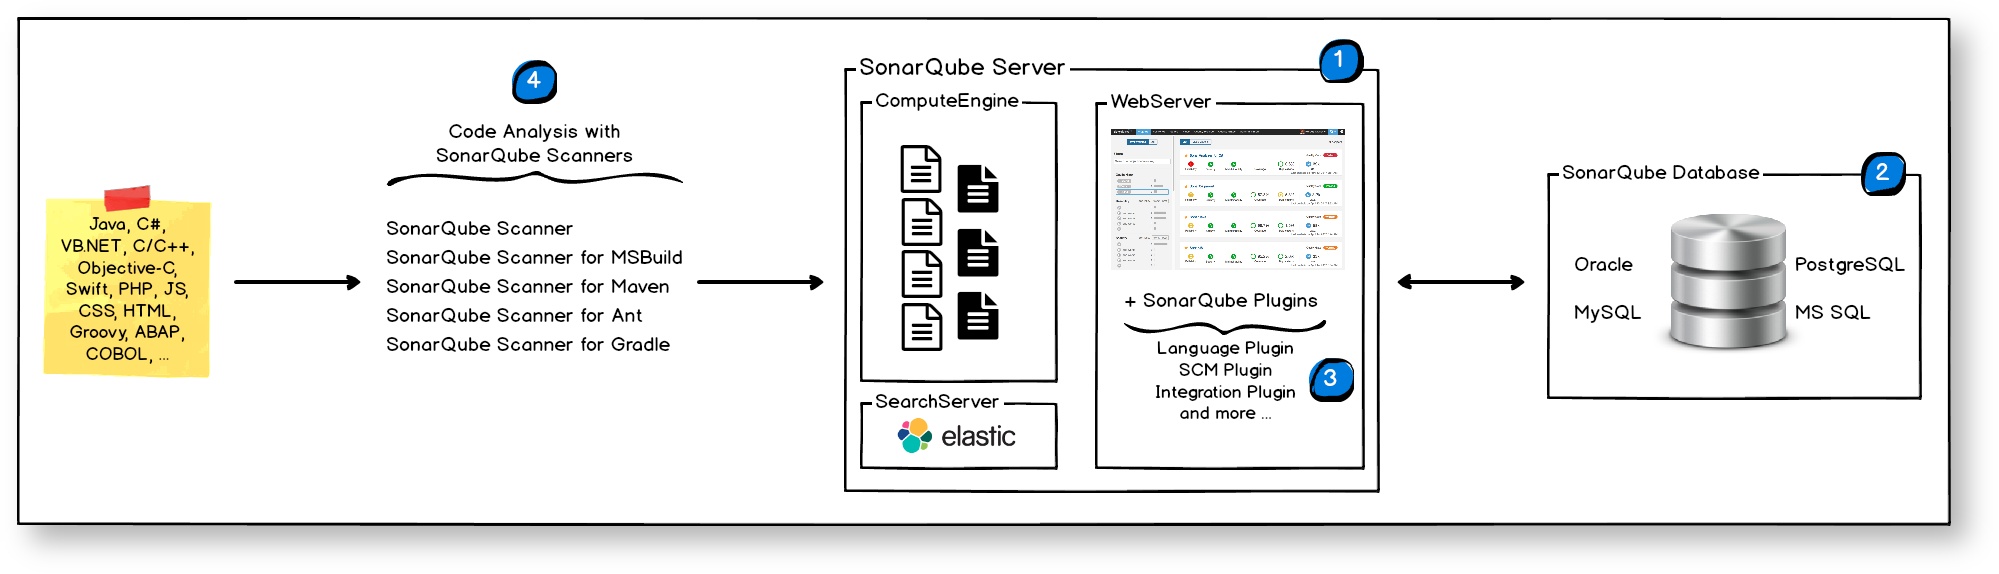 4
Code Analysis with
SonarQube Scanners
Java, C#,
VB.NET, C/C++,
Objective-C,
Swift, PHP, JS,
CSS, HTML,
Groovy, ABAP,
COBOL, ...
SonarQube Scanner
SonarQube Scanner for MSBuild
SonarQube Scanner for Maven
SonarQube Scanner for Ant
SonarQube Scanner for Gradle
SonarQube Server
1
ComputeEngine
SearchServer
elastic
WebServer
+ SonarQube Plugins
Language Plugin
SCM Plugin
Integration Plugin
and more ...
3
SonarQube Database
2
Oracle
PostgreSQL
MySQL
MS SQL